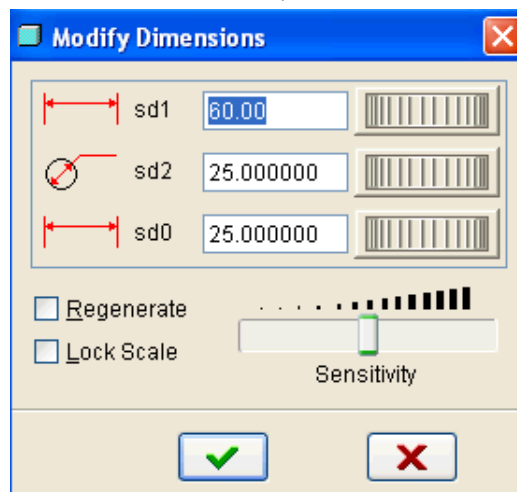 Modify Dimensions
sd1 60.00
sd2 25.000000
sd0 25.000000
Regenerate
Lock Scale
Sensitivity